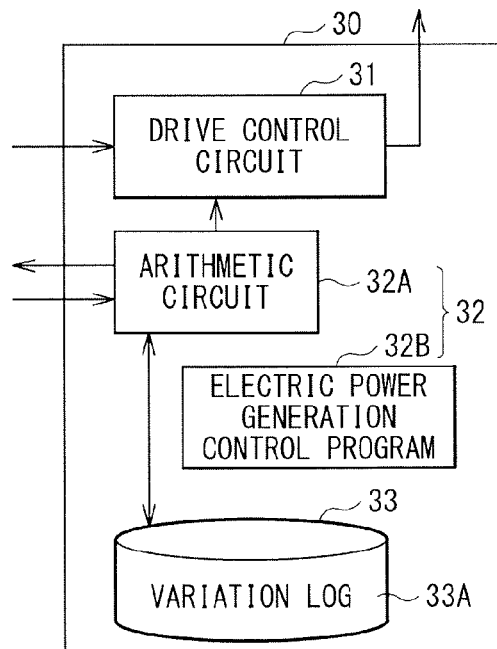 30
31
DRIVE CONTROL
CIRCUIT
ARITHMETIC
CIRCUIT
32A
32
32B
ELECTRIC POWER
GENERATION
CONTROL PROGRAM
33
VARIATION LOG
33A